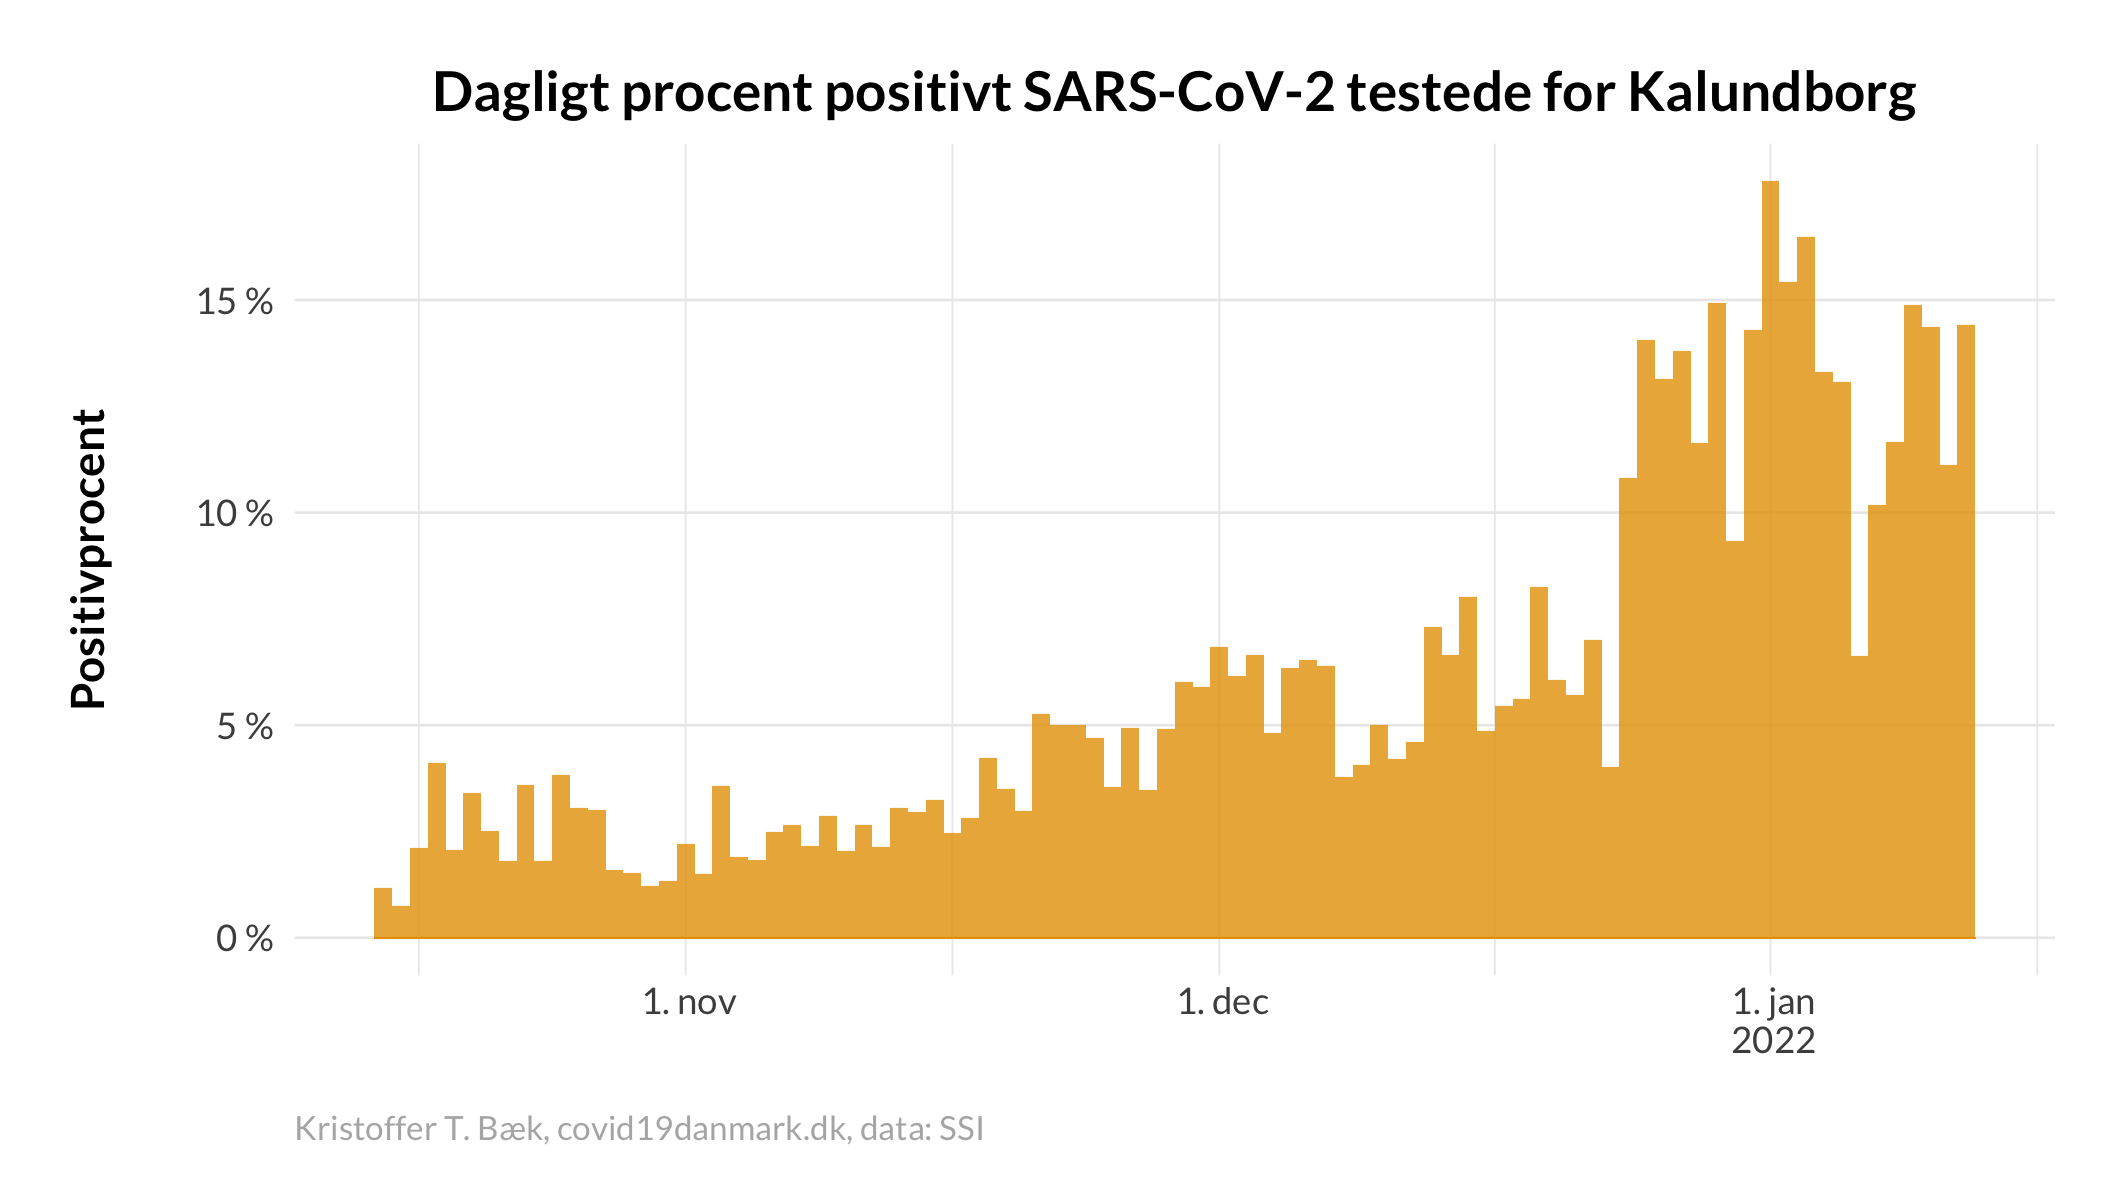 Dagligt procent positivt SARS-CoV-2 testede for Kalundborg
Positivprocent
15 %
10 %
5 %
0 %
1. nov
1. dec
1. jan
2022
Kristoffer T. Bæk, covid19danmark.dk, data: SSI